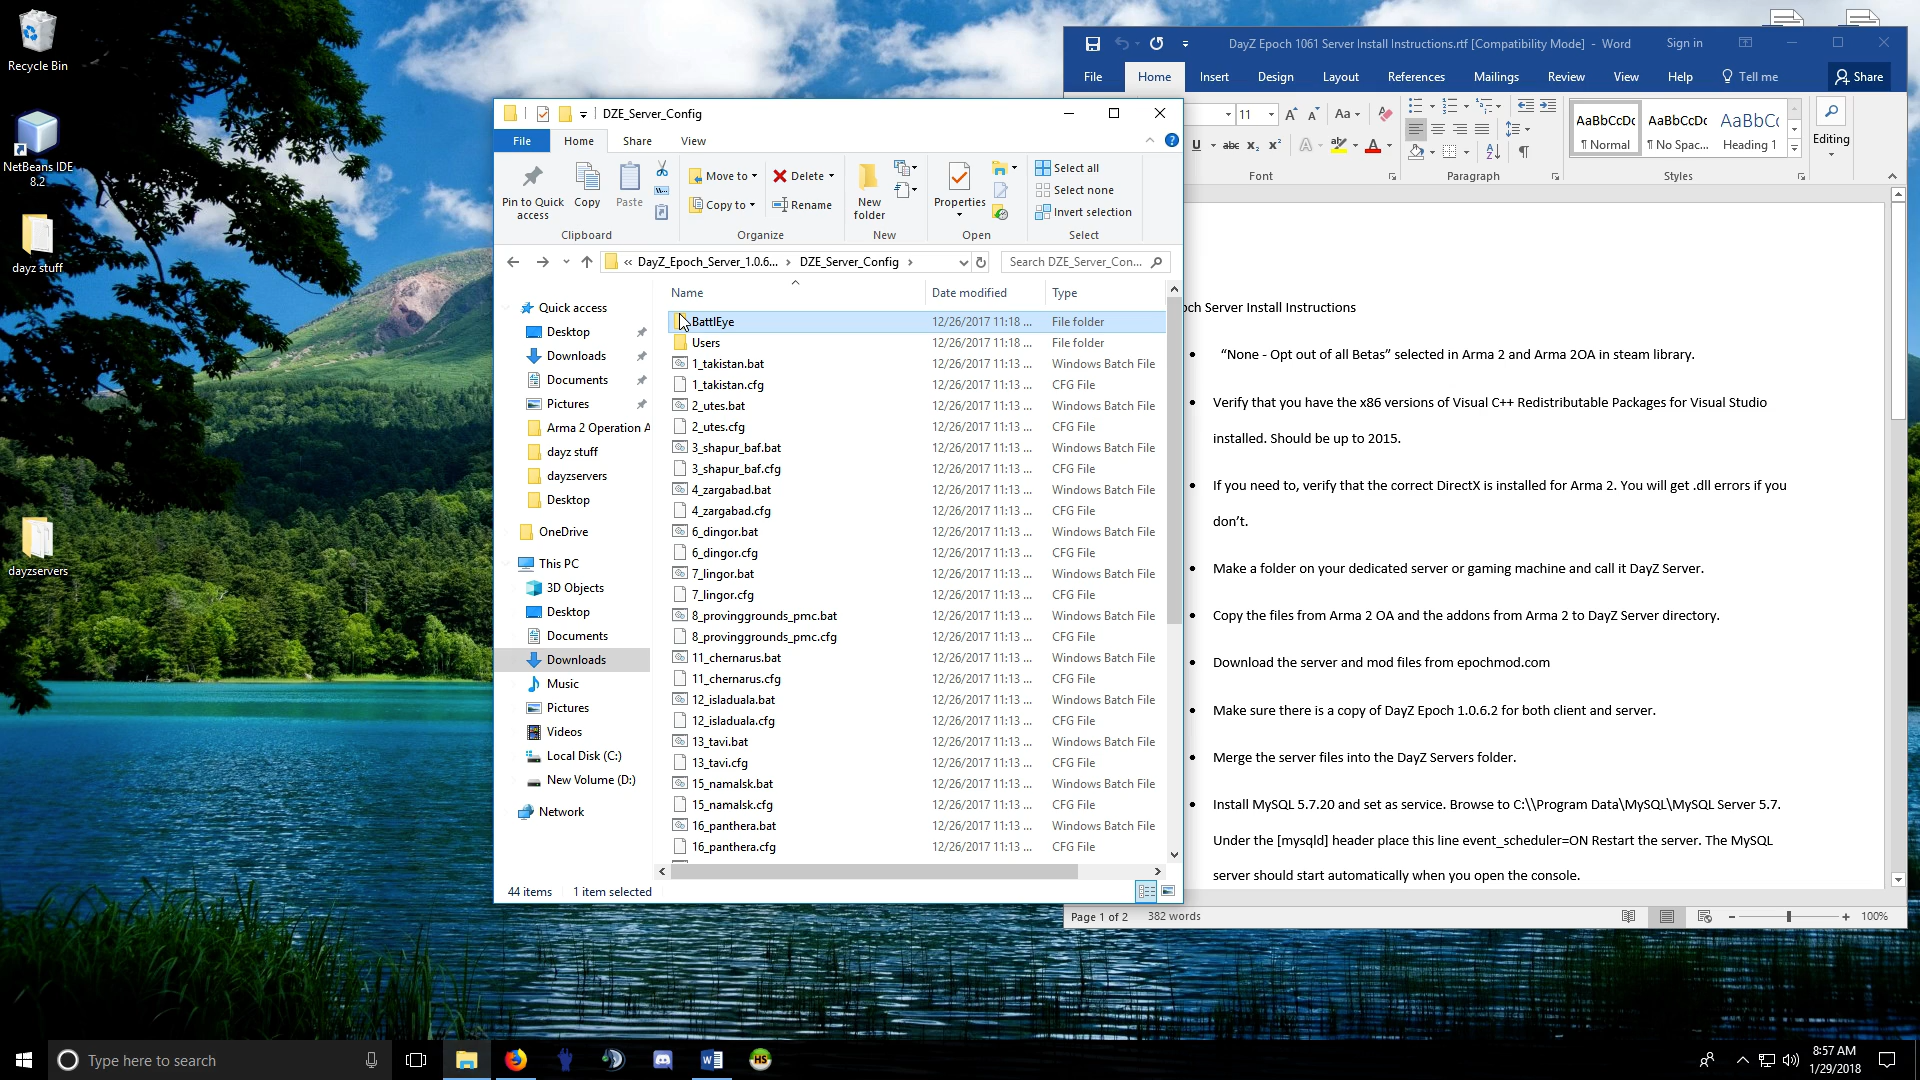 Recycle Bin
NetBeans IDE
8.2
dayz stuff
dayzservers
DayZ Epoch 1061 Server Install Instructions.rtf [Compatibility Mode] - Word
Sign in
File
Home
Insert
Design
Layout
References
Mailings
Review
View
Help
Tell me
Share
11
Aa
U
abc
x₂
x²
A
A
AaBbCcDc
¶ Normal
AaBbCcDc
¶ No Spac...
AaBbC
Heading 1
Editing
Font
Paragraph
Styles
DZE_Server_Config
File
Home
Share
View
Pin to Quick
access
Copy
Paste
Move to
Copy to
Delete
Rename
New
folder
Properties
Select all
Select none
Invert selection
Clipboard
Organize
New
Open
Select
« DayZ_Epoch_Server_1.0.6... › DZE_Server_Config ›
Search DZE_Server_Con...
Name
Date modified
Type
Quick access
Desktop
Downloads
Documents
Pictures
Arma 2 Operation A
dayz stuff
dayzservers
Desktop
OneDrive
This PC
3D Objects
Desktop
Documents
Downloads
Music
Pictures
Videos
Local Disk (C:)
New Volume (D:)
Network
BattlEye 12/26/2017 11:18 ... File folder
Users 12/26/2017 11:18 ... File folder
1_takistan.bat 12/26/2017 11:13 ... Windows Batch File
1_takistan.cfg 12/26/2017 11:13 ... CFG File
2_utes.bat 12/26/2017 11:13 ... Windows Batch File
2_utes.cfg 12/26/2017 11:13 ... CFG File
3_shapur_baf.bat 12/26/2017 11:13 ... Windows Batch File
3_shapur_baf.cfg 12/26/2017 11:13 ... CFG File
4_zargabad.bat 12/26/2017 11:13 ... Windows Batch File
4_zargabad.cfg 12/26/2017 11:13 ... CFG File
6_dingor.bat 12/26/2017 11:13 ... Windows Batch File
6_dingor.cfg 12/26/2017 11:13 ... CFG File
7_lingor.bat 12/26/2017 11:13 ... Windows Batch File
7_lingor.cfg 12/26/2017 11:13 ... CFG File
8_provinggrounds_pmc.bat 12/26/2017 11:13 ... Windows Batch File
8_provinggrounds_pmc.cfg 12/26/2017 11:13 ... CFG File
11_chernarus.bat 12/26/2017 11:13 ... Windows Batch File
11_chernarus.cfg 12/26/2017 11:13 ... CFG File
12_isladuala.bat 12/26/2017 11:13 ... Windows Batch File
12_isladuala.cfg 12/26/2017 11:13 ... CFG File
13_tavi.bat 12/26/2017 11:13 ... Windows Batch File
13_tavi.cfg 12/26/2017 11:13 ... CFG File
15_namalsk.bat 12/26/2017 11:13 ... Windows Batch File
15_namalsk.cfg 12/26/2017 11:13 ... CFG File
16_panthera.bat 12/26/2017 11:13 ... Windows Batch File
16_panthera.cfg 12/26/2017 11:13 ... CFG File
44 items
1 item selected
och Server Install Instructions
• “None - Opt out of all Betas” selected in Arma 2 and Arma 2OA in steam library.
• Verify that you have the x86 versions of Visual C++ Redistributable Packages for Visual Studio
installed. Should be up to 2015.
• If you need to, verify that the correct DirectX is installed for Arma 2. You will get .dll errors if you
don’t.
• Make a folder on your dedicated server or gaming machine and call it DayZ Server.
• Copy the files from Arma 2 OA and the addons from Arma 2 to DayZ Server directory.
• Download the server and mod files from epochmod.com
• Make sure there is a copy of DayZ Epoch 1.0.6.2 for both client and server.
• Merge the server files into the DayZ Servers folder.
• Install MySQL 5.7.20 and set as service. Browse to C:\\Program Data\MySQL\MySQL Server 5.7.
Under the [mysqld] header place this line event_scheduler=ON Restart the server. The MySQL
server should start automatically when you open the console.
Page 1 of 2
382 words
100%
Type here to search
HS
8:57 AM
1/29/2018